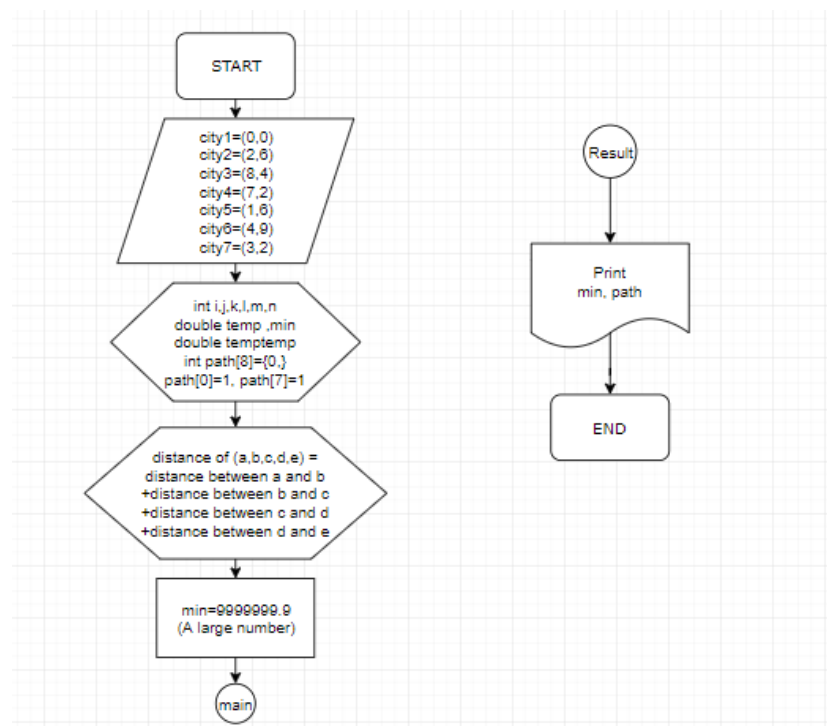 START
city1=(0,0)
city2=(2,6)
city3=(8,4)
city4=(7,2)
city5=(1,6)
city6=(4,9)
city7=(3,2)
int i,j,k,l,m,n
double temp ,min
double temptemp
int path[8]={0,}
path[0]=1, path[7]=1
distance of (a,b,c,d,e) =
distance between a and b
+distance between b and c
+distance between c and d
+distance between d and e
min=9999999.9
(A large number)
main
Result
Print
min, path
END